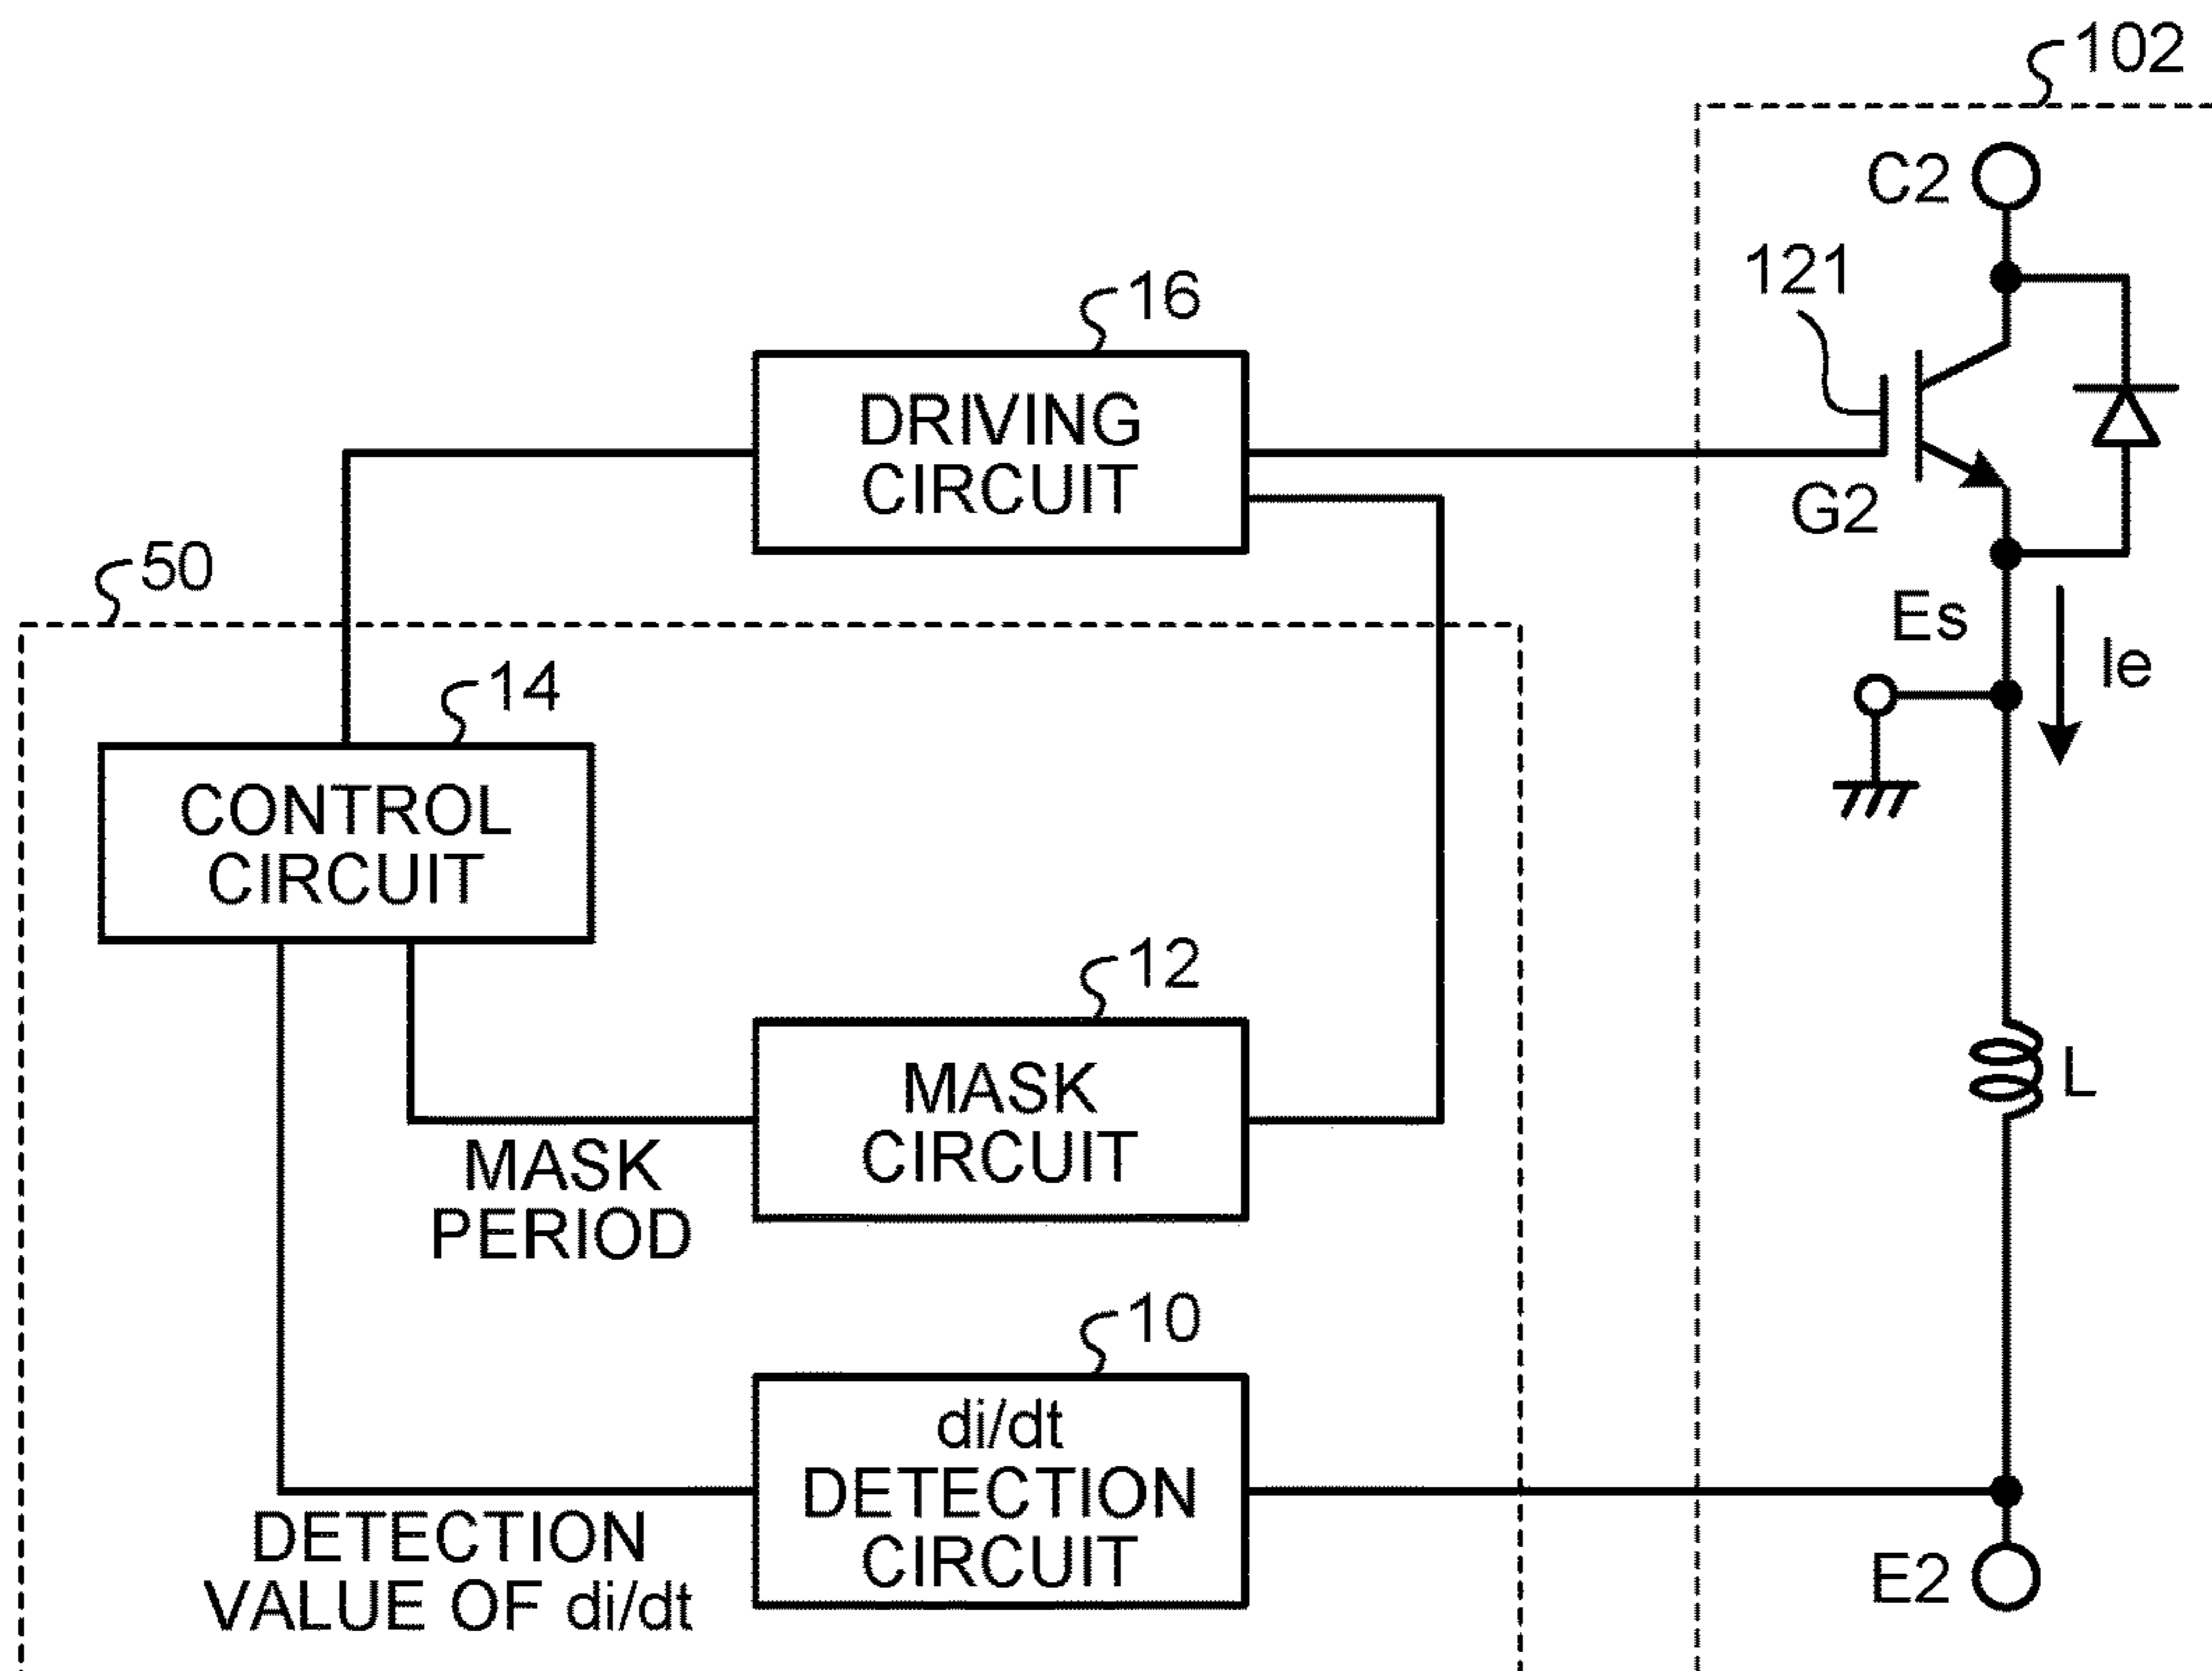 102
C2
121
16
DRIVING
CIRCUIT
G2
50
Es
Ie
14
CONTROL
CIRCUIT
12
MASK
CIRCUIT
L
MASK
PERIOD
10
di/dt
DETECTION
CIRCUIT
DETECTION
VALUE OF di/dt
E2